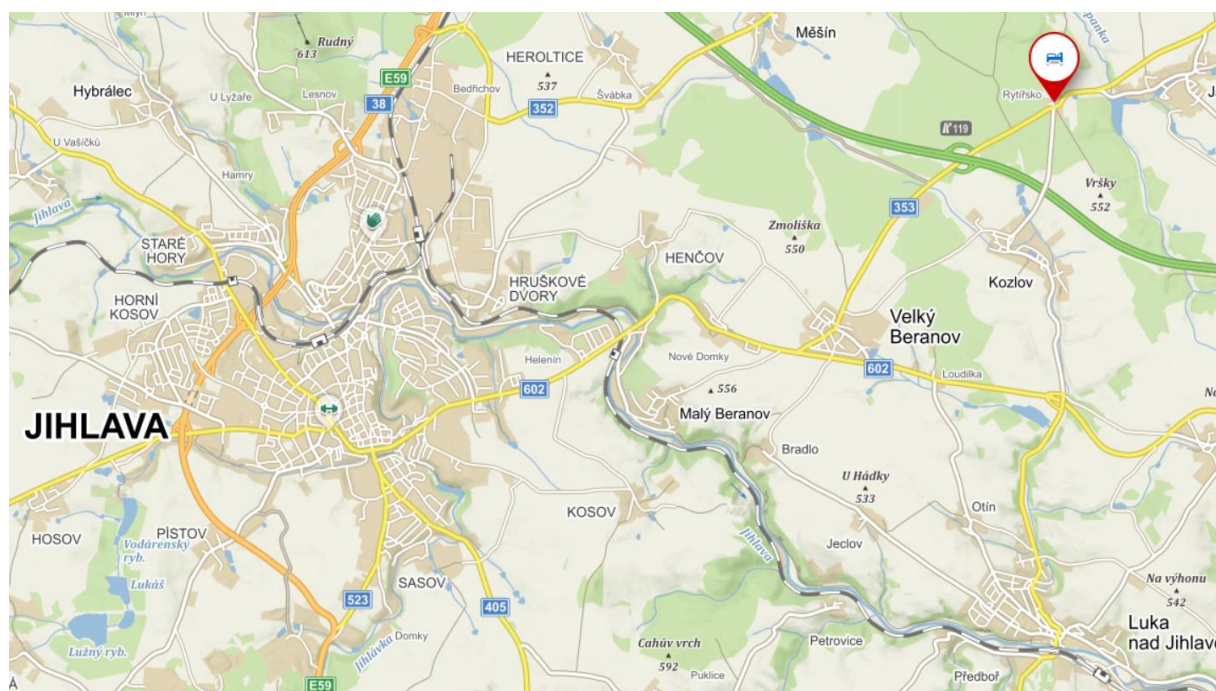 Rudný
613
HEROLTICE
Měšín
E59
Bedřichov
537
Hybrálec
U Lyžaře
Lesnov
38
352
Švábka
Rytířsko
U Vašíčků
119
Hamry
Vršky
552
Jihlava
353
Zmoliška
550
STARÉ
HORY
HENČOV
HRUŠKOVÉ
DVORY
Kozlov
HORNÍ
KOSOV
Velký
Beranov
Helenín
Nové Domky
602
602
Loudilka
556
JIHLAVA
Malý Beranov
Bradlo
U Hádky
533
Otín
KOSOV
HOSOV
PÍSTOV
Vodárenský
ryb.
Jihlava
Jeclov
Lukáš
SASOV
Na výhonu
542
523
405
Luka
nad Jihlavo
Lužný ryb.
Jihlávka
Domky
Cahúv vrch
592
Petrovice
Předboř
Puklice
E59